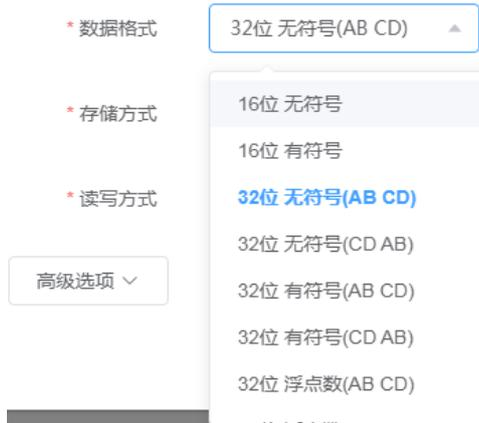 * 数据格式
32位 无符号(AB CD)
* 存储方式
* 读写方式
高级选项
16位 无符号
16位 有符号
32位 无符号(AB CD)
32位 无符号(CD AB)
32位 有符号(AB CD)
32位 有符号(CD AB)
32位 浮点数(AB CD)